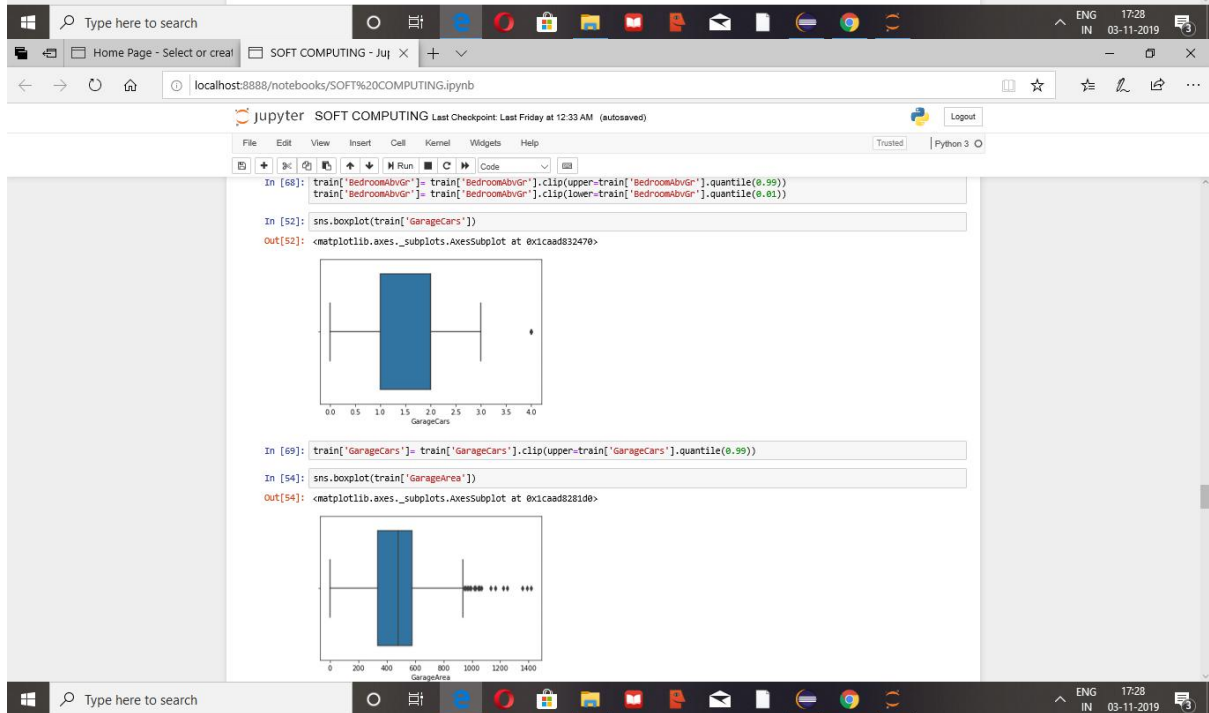 Type here to search
ENG 17:28
IN 03-11-2019
3
Home Page - Select or creat
SOFT COMPUTING - Juj
localhost:8888/notebooks/SOFT%20COMPUTING.ipynb
jupyter SOFT COMPUTING Last Checkpoint: Last Friday at 12:33 AM (autosaved)
Logout
File Edit View Insert Cell Kernel Widgets Help
Trusted Python 3
Run Code
In [68]: train['BedroomAbvGr']= train['BedroomAbvGr'].clip(upper=train['BedroomAbvGr'].quantile(0.99))
train['BedroomAbvGr']= train['BedroomAbvGr'].clip(lower=train['BedroomAbvGr'].quantile(0.01))
In [52]: sns.boxplot(train['GarageCars'])
Out[52]: <matplotlib.axes._subplots.AxesSubplot at 0x1caad832470>
0.0 0.5 1.0 1.5 2.0 2.5 3.0 3.5 4.0
GarageCars
In [69]: train['GarageCars']= train['GarageCars'].clip(upper=train['GarageCars'].quantile(0.99))
In [54]: sns.boxplot(train['GarageArea'])
Out[54]: <matplotlib.axes._subplots.AxesSubplot at 0x1caad8281d0>
0 200 400 600 800 1000 1200 1400
GarageArea
Type here to search
ENG 17:28
IN 03-11-2019
3